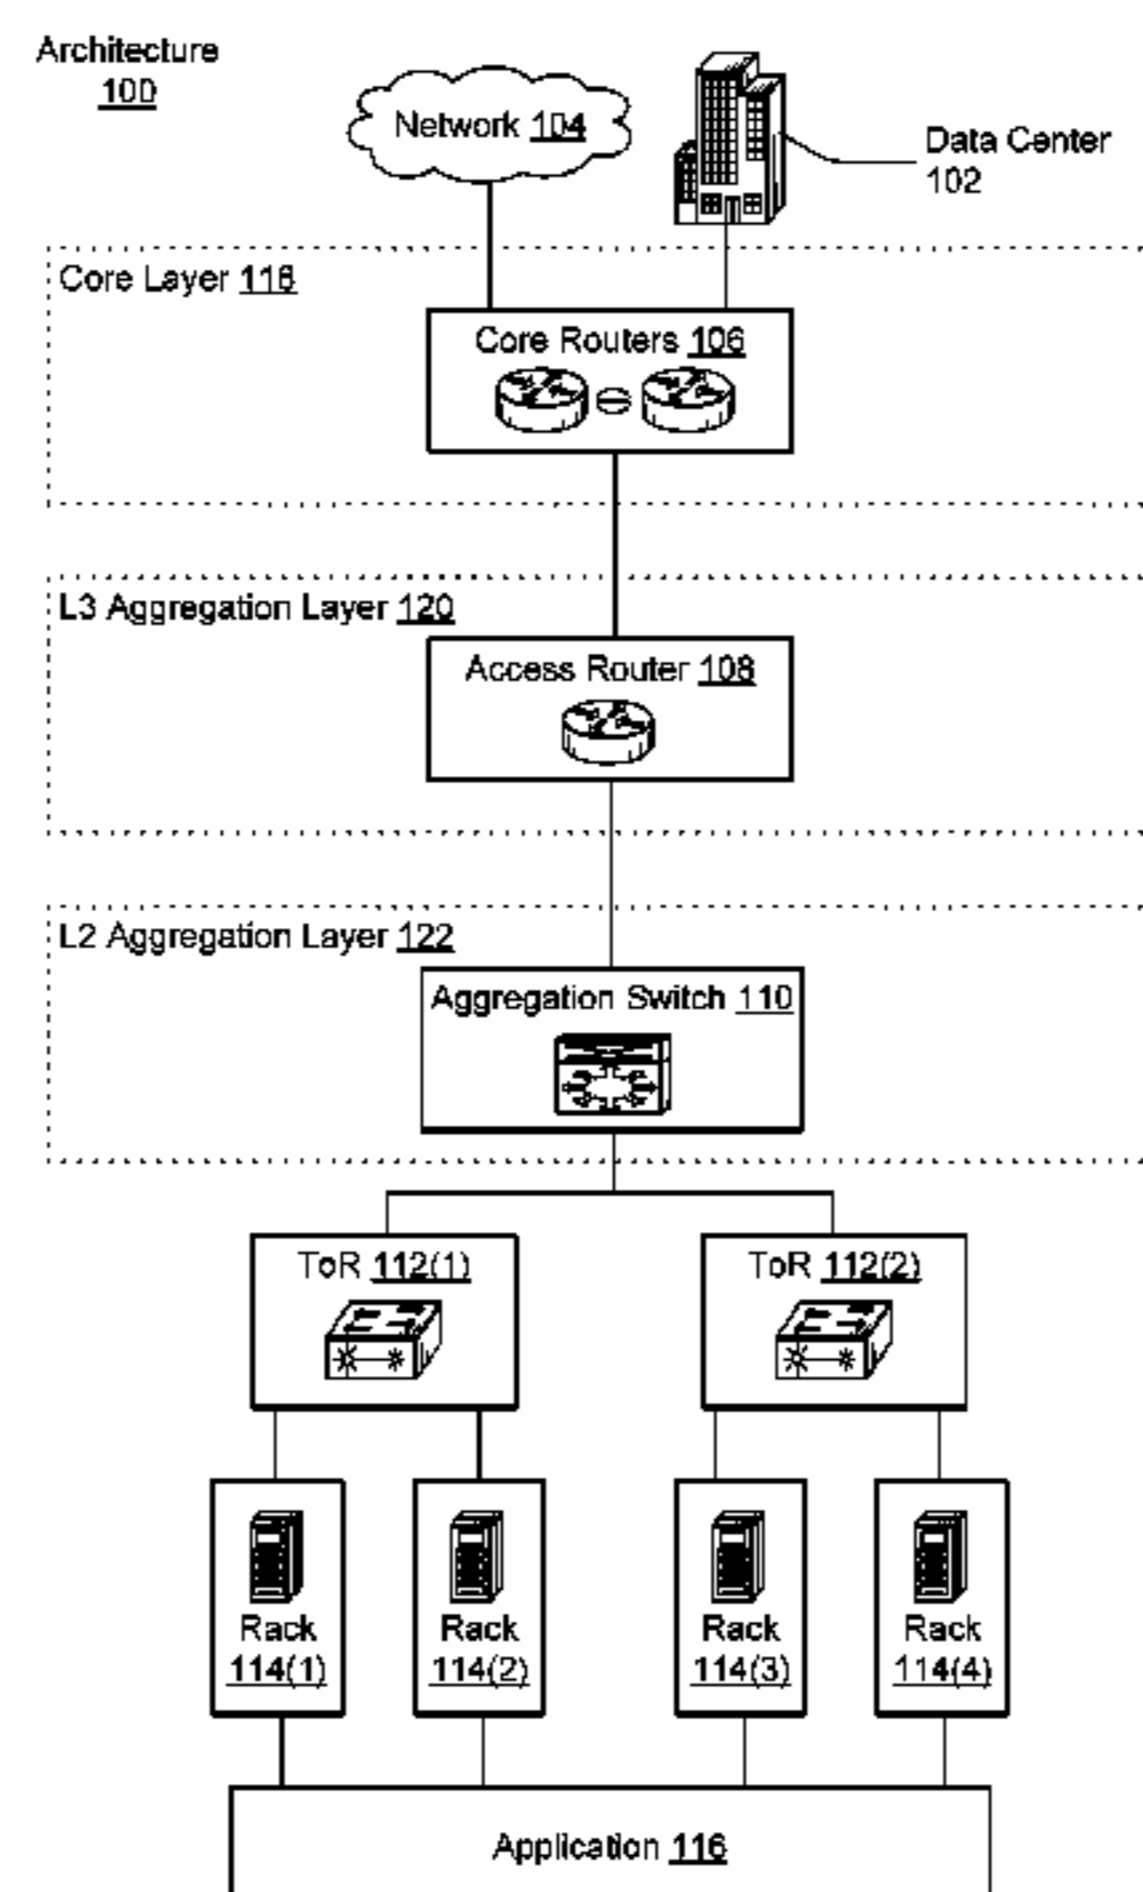 Architecture
100
Network 104
Data Center
102
Core Layer 118
Core Routers 106
L3 Aggregation Layer 120
Access Router 108
L2 Aggregation Layer 122
Aggregation Switch 110
ToR 112(1)
ToR 112(2)
Rack
114(1)
Rack
114(2)
Rack
114(3)
Rack
114(4)
Application 116